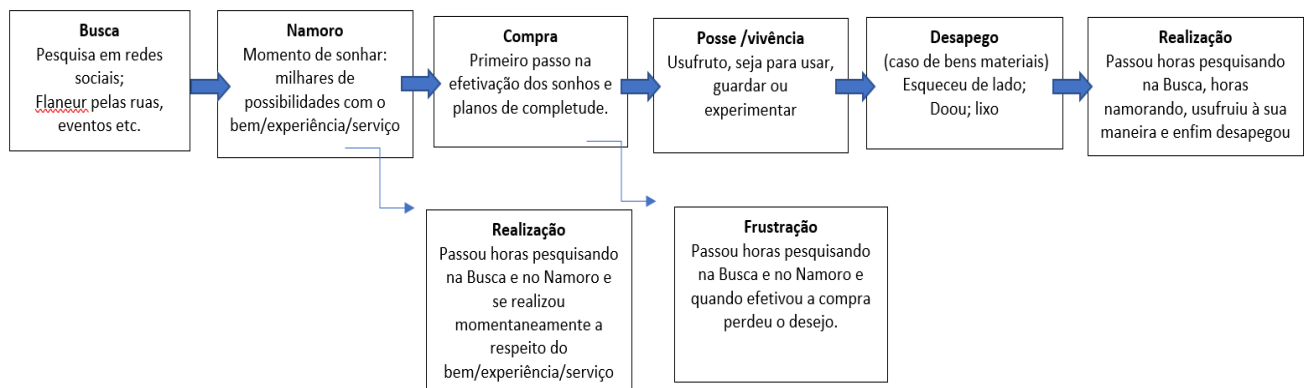 Busca
Pesquisa em redes
sociais;
Flaneur pelas ruas,
eventos etc.
Namoro
Momento de sonhar:
milhares de
possibilidades com o
bem/experiência/serviço
Compra
Primeiro passo na
efetivação dos sonhos e
planos de completude.
Posse /vivência
Usufruto, seja para usar,
guardar ou
experimentar
Desapego
(caso de bens materiais)
Esqueceu de lado;
Doou; lixo
Realização
Passou horas pesquisando
na Busca, horas
namorando, usufruiu à sua
maneira e enfim desapegou
Realização
Passou horas pesquisando
na Busca e no Namoro e
se realizou
momentaneamente a
respeito do
bem/experiência/serviço
Frustração
Passou horas pesquisando
na Busca e no Namoro e
quando efetivou a compra
perdeu o desejo.